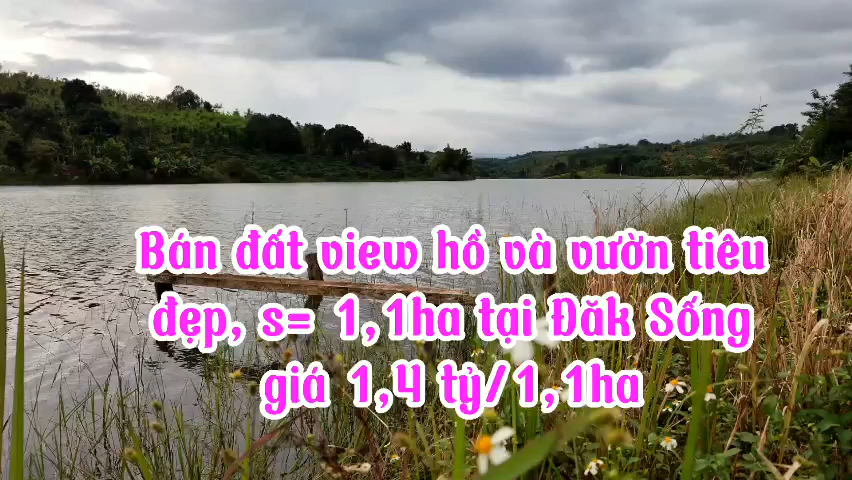 Bán đất view hồ và vườn tiêu
đẹp, s= 1,1ha tại Đăk Sống
giá 1,4 tỷ/1,1ha